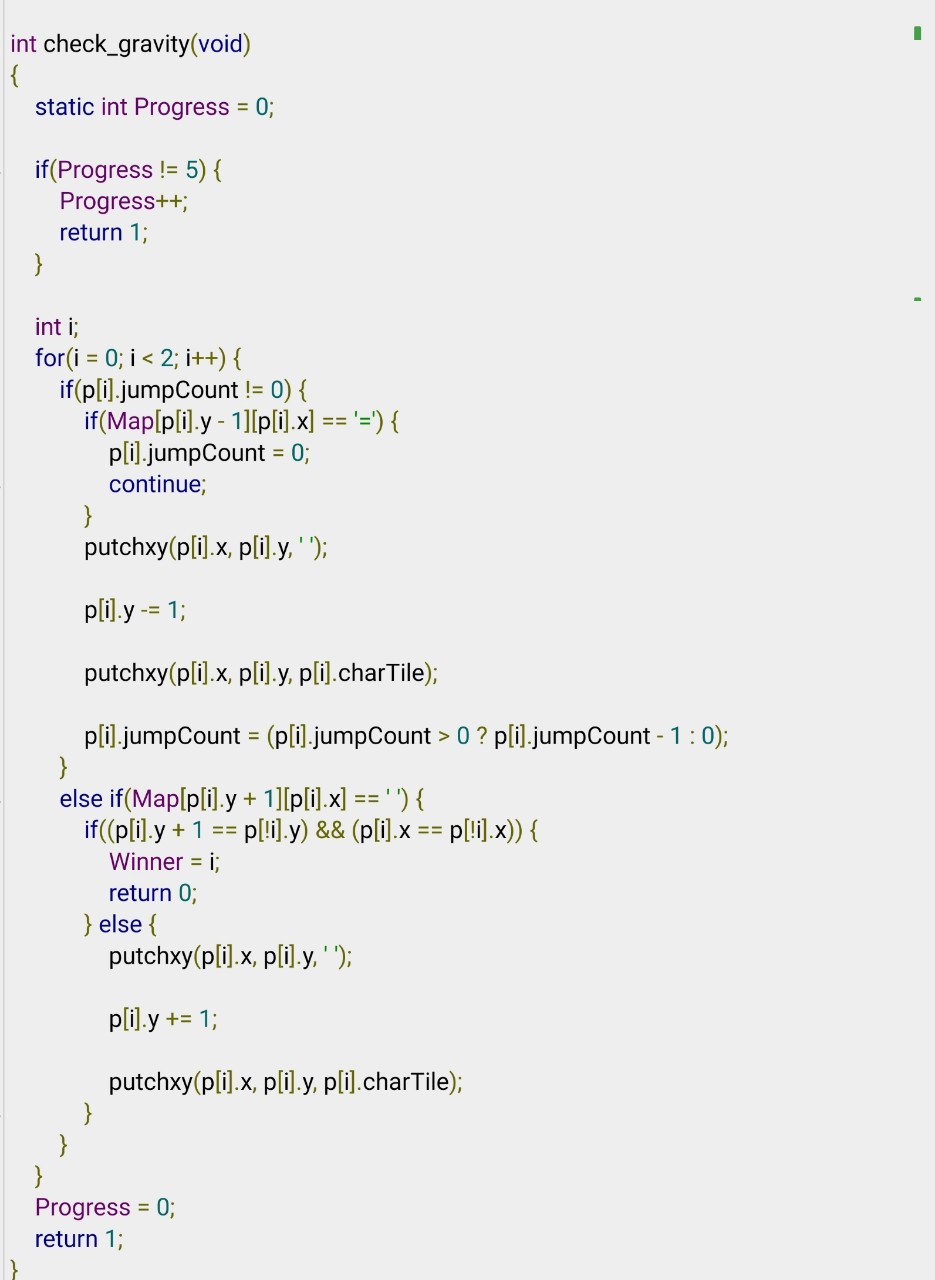 int check_gravity(void)
{
    static int Progress = 0;

    if(Progress != 5) {
        Progress++;
        return 1;
    }

    int i;
    for(i = 0; i < 2; i++) {
        if(p[i].jumpCount != 0) {
            if(Map[p[i].y - 1][p[i].x] == '=') {
                p[i].jumpCount = 0;
                continue;
            }
            putchxy(p[i].x, p[i].y, ' ');

            p[i].y -= 1;

            putchxy(p[i].x, p[i].y, p[i].charTile);

            p[i].jumpCount = (p[i].jumpCount > 0 ? p[i].jumpCount - 1 : 0);
        }
        else if(Map[p[i].y + 1][p[i].x] == ' ') {
            if((p[i].y + 1 == p[!i].y) && (p[i].x == p[!i].x)) {
                Winner = i;
                return 0;
            } else {
                putchxy(p[i].x, p[i].y, ' ');

                p[i].y += 1;

                putchxy(p[i].x, p[i].y, p[i].charTile);
            }
        }
    }
    Progress = 0;
    return 1;
}